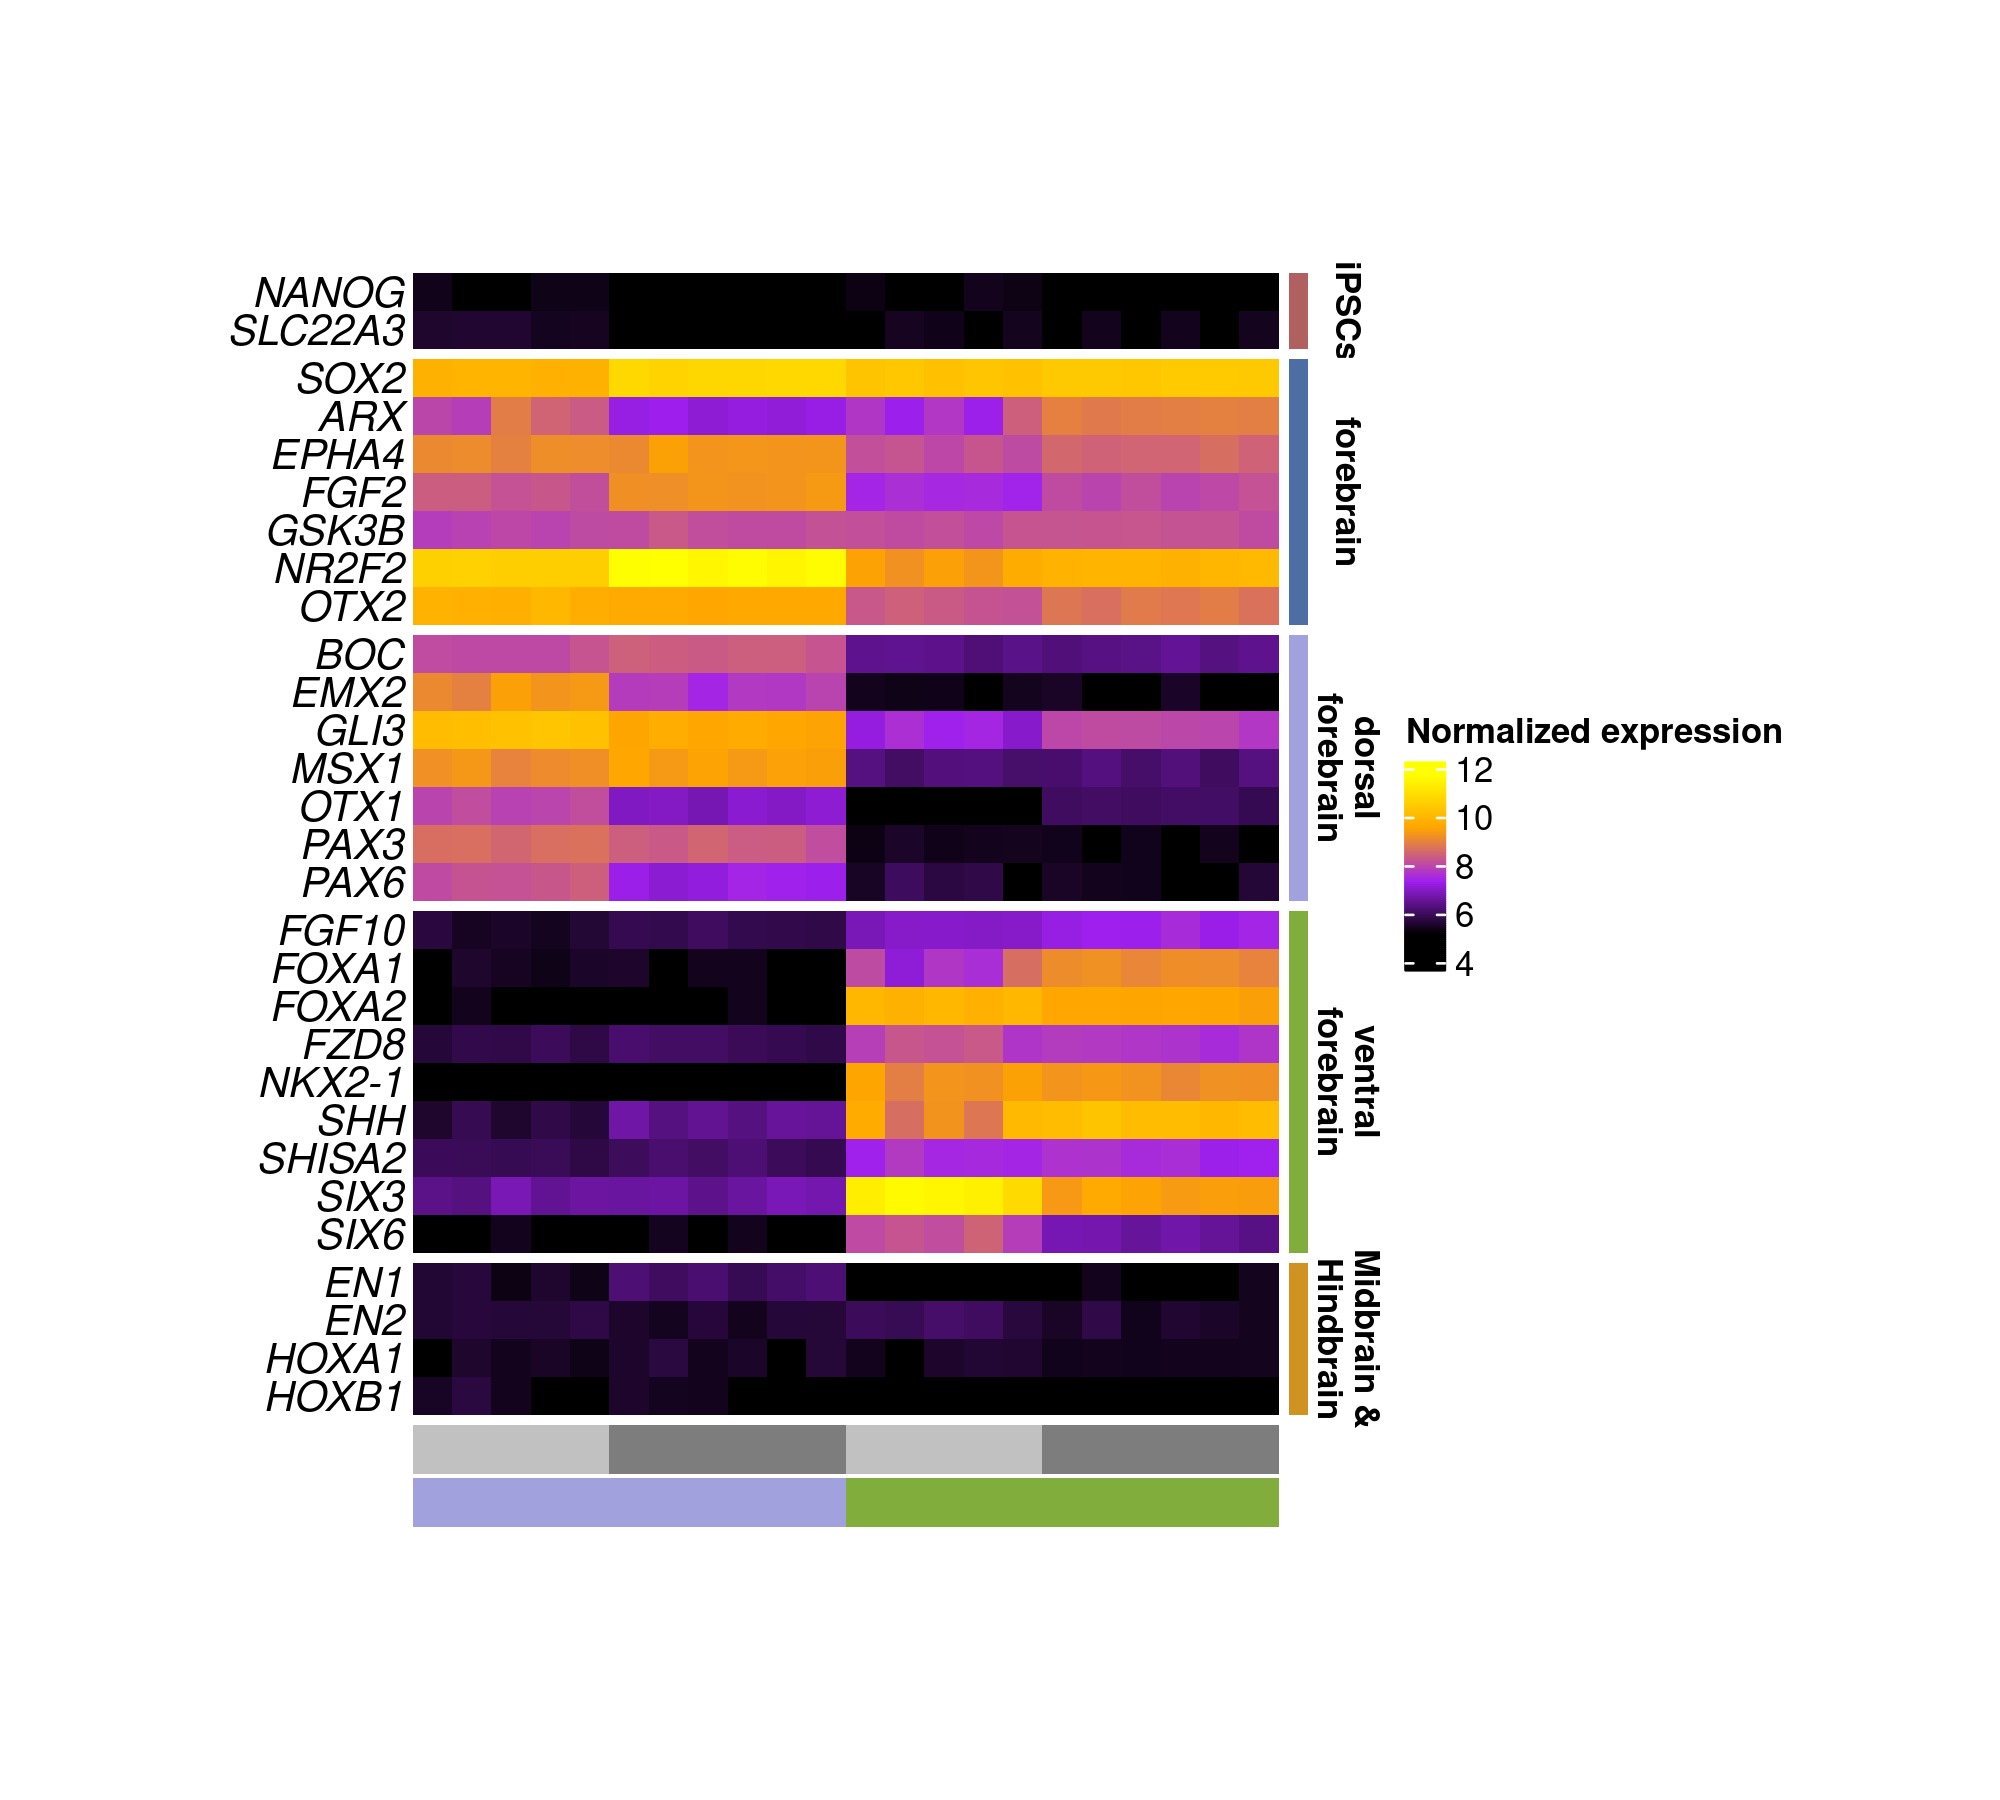 NANOG
SLC22A3
iPSCs
SOX2
ARX
EPHA4
FGF2
GSK3B
NR2F2
OTX2
forebrain
BOC
EMX2
GLI3
MSX1
OTX1
PAX3
PAX6
dorsal
forebrain
FGF10
FOXA1
FOXA2
FZD8
NKX2-1
SHH
SHISA2
SIX3
SIX6
ventral
forebrain
EN1
EN2
HOXA1
HOXB1
Midbrain &
Hindbrain
Normalized expression
12
10
8
6
4